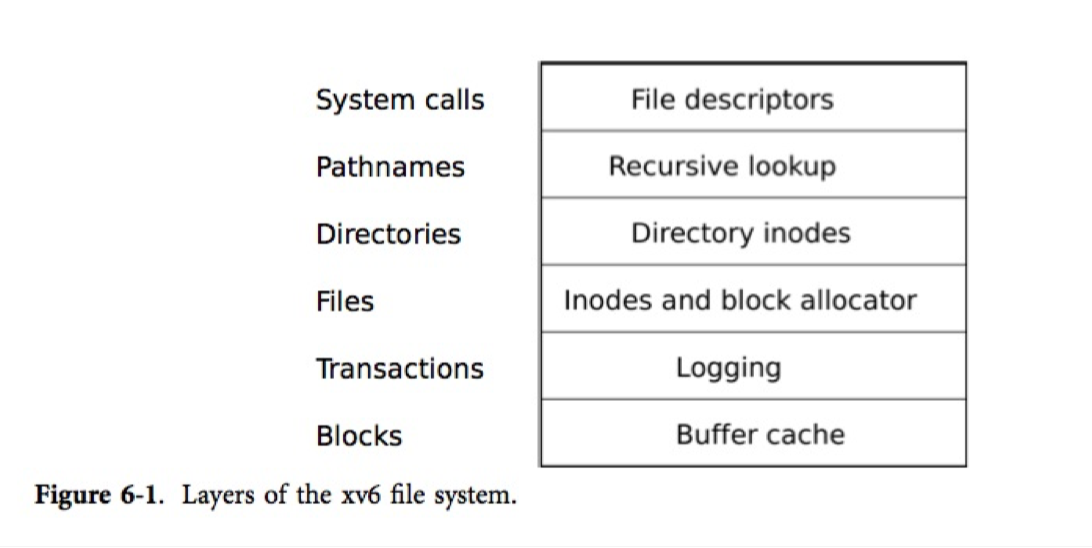 System calls File descriptors
Pathnames Recursive lookup
Directories Directory inodes
Files Inodes and block allocator
Transactions Logging
Blocks Buffer cache
Figure 6-1. Layers of the xv6 file system.